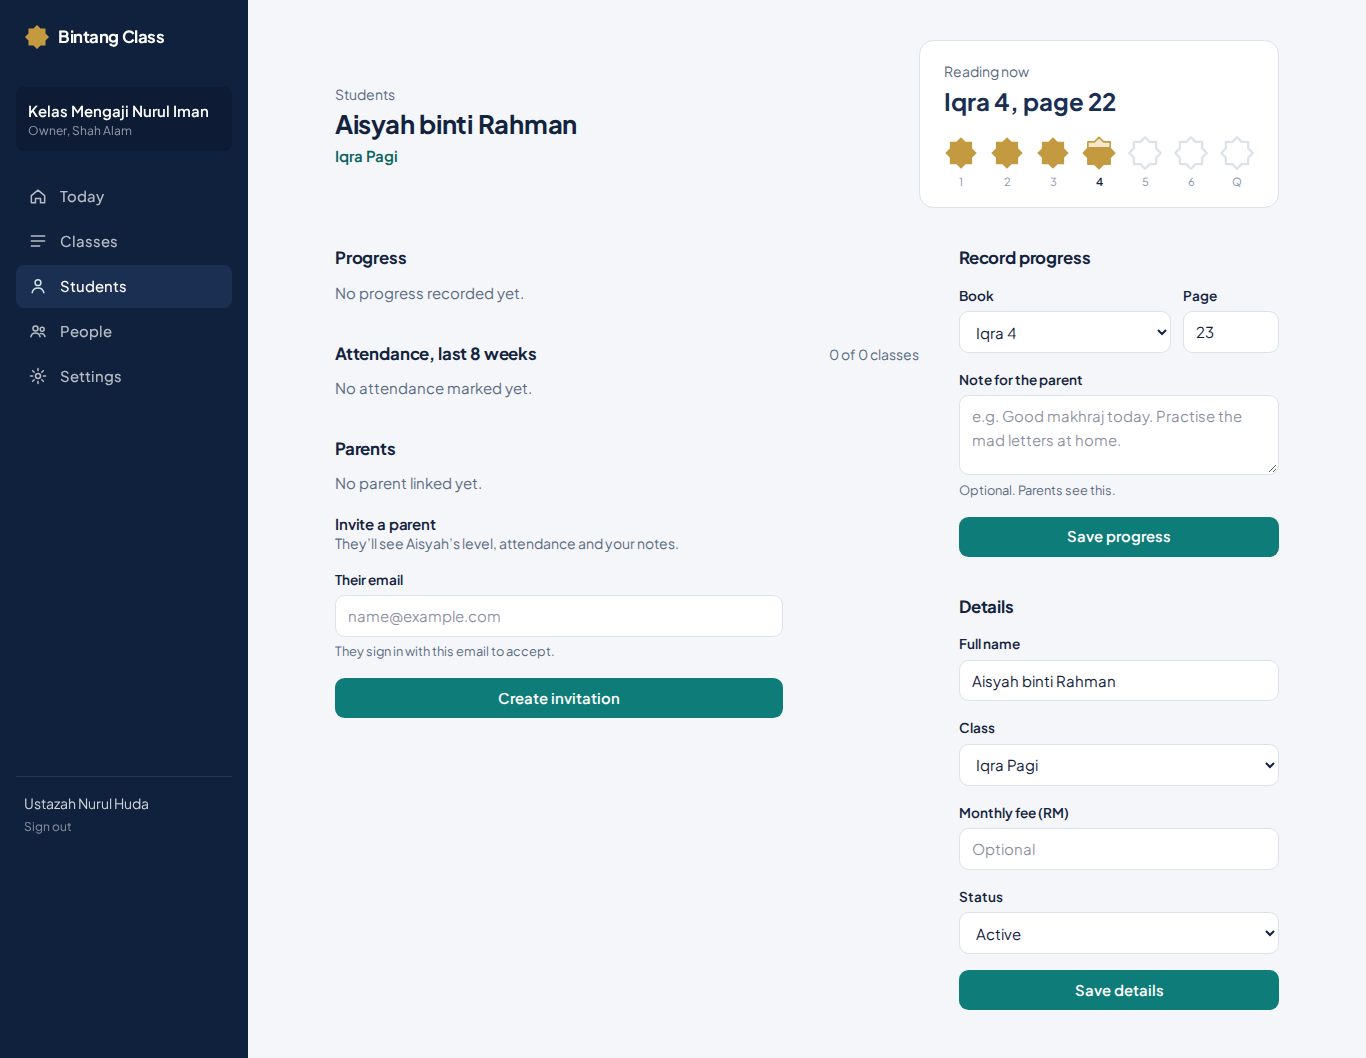 Bintang Class
Kelas Mengaji Nurul Iman
Owner, Shah Alam
Today
Classes
Students
People
Settings
Ustazah Nurul Huda
Sign out
Students
Aisyah binti Rahman
Iqra Pagi
Reading now
Iqra 4, page 22
1 2 3 4 5 6 Q
Progress
No progress recorded yet.
Attendance, last 8 weeks 0 of 0 classes
No attendance marked yet.
Parents
No parent linked yet.
Invite a parent
They’ll see Aisyah’s level, attendance and your notes.
Their email
name@example.com
They sign in with this email to accept.
Create invitation
Record progress
Book Page
Iqra 4 23
Note for the parent
e.g. Good makhraj today. Practise the
mad letters at home.
Optional. Parents see this.
Save progress
Details
Full name
Aisyah binti Rahman
Class
Iqra Pagi
Monthly fee (RM)
Optional
Status
Active
Save details